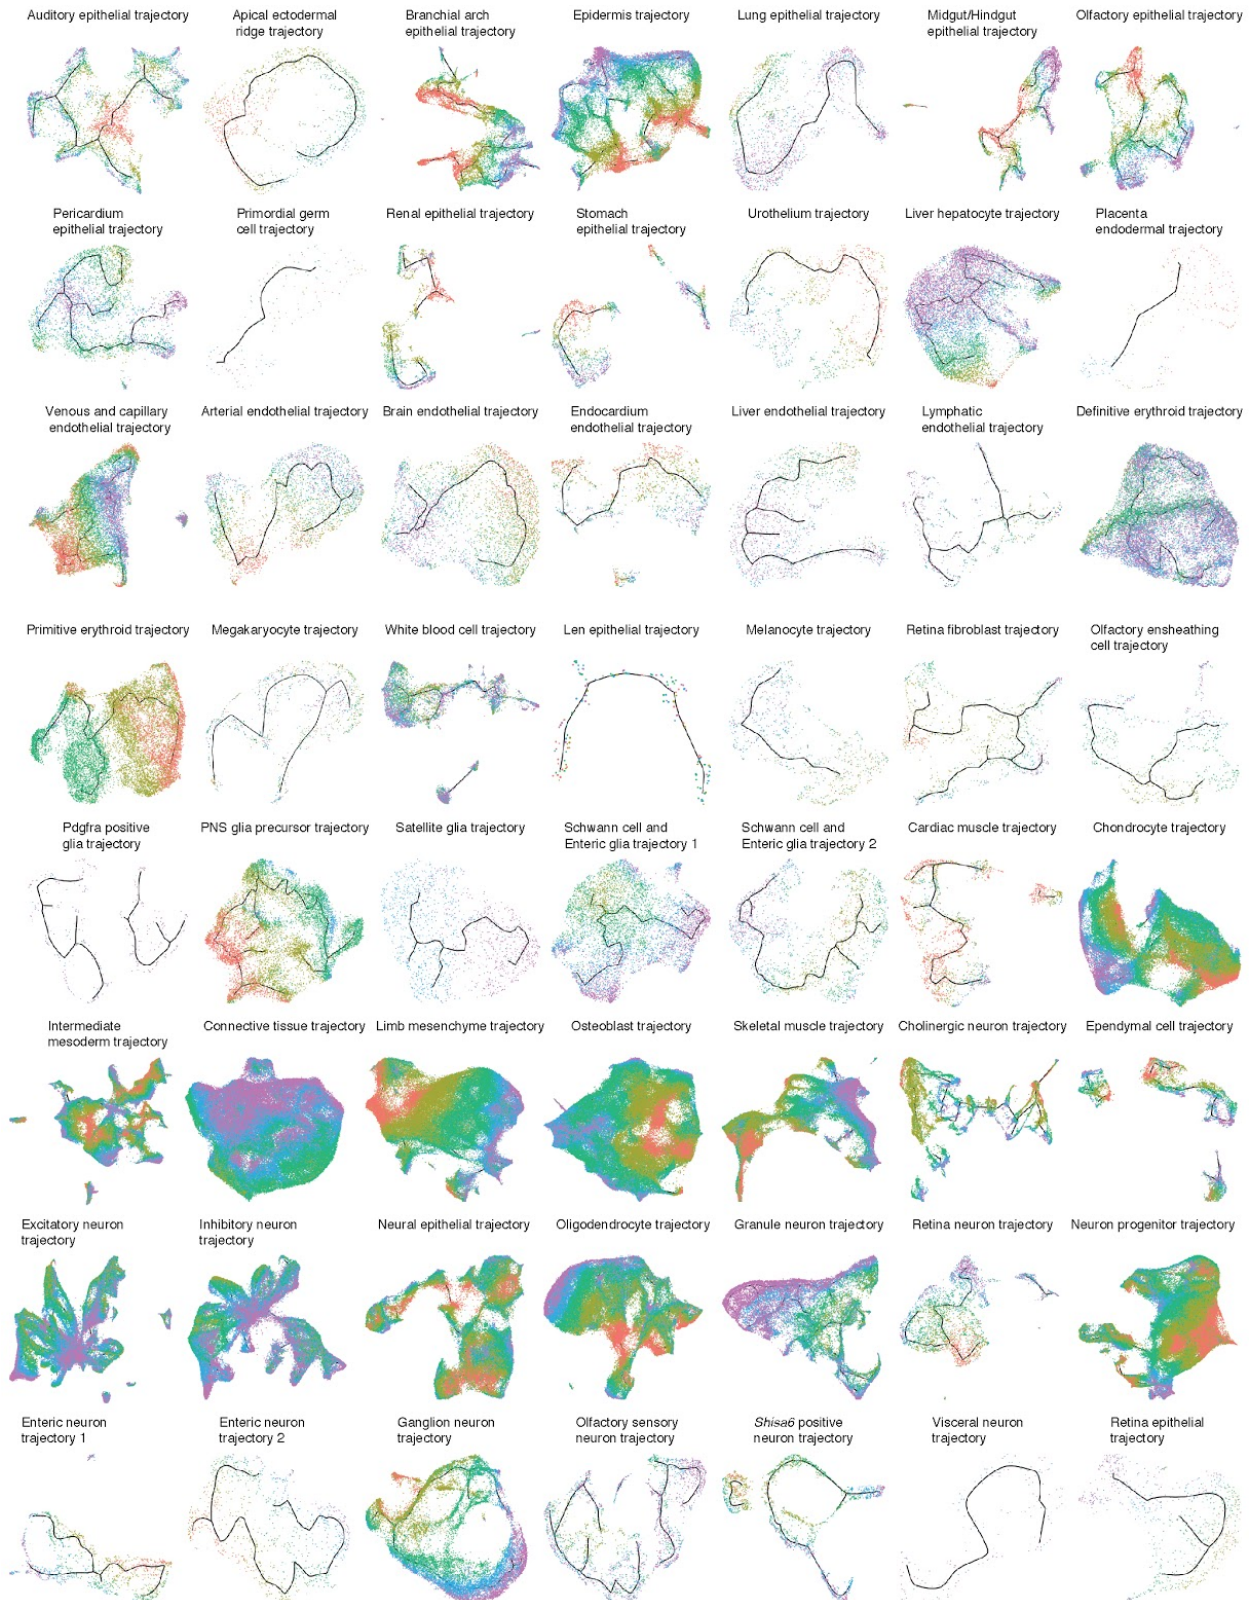 Auditory epithelial trajectory
Apical ectodermal
ridge trajectory
Branchial arch
epithelial trajectory
Epidermis trajectory
Lung epithelial trajectory
Midgut/Hindgut
epithelial trajectory
Olfactory epithelial trajectory
Pericardium
epithelial trajectory
Primordial germ
cell trajectory
Renal epithelial trajectory
Stomach
epithelial trajectory
Urothelium trajectory
Liver hepatocyte trajectory
Placenta
endodermal trajectory
Venous and capillary
endothelial trajectory
Arterial endothelial trajectory
Brain endothelial trajectory
Endocardium
endothelial trajectory
Liver endothelial trajectory
Lymphatic
endothelial trajectory
Definitive erythroid trajectory
Primitive erythroid trajectory
Megakaryocyte trajectory
White blood cell trajectory
Len epithelial trajectory
Melanocyte trajectory
Retina fibroblast trajectory
Olfactory ensheathing
cell trajectory
Pdgfra positive
glia trajectory
PNS glia precursor trajectory
Satellite glia trajectory
Schwann cell and
Enteric glia trajectory 1
Schwann cell and
Enteric glia trajectory 2
Cardiac muscle trajectory
Chondrocyte trajectory
Intermediate
mesoderm trajectory
Connective tissue trajectory
Limb mesenchyme trajectory
Osteoblast trajectory
Skeletal muscle trajectory
Cholinergic neuron trajectory
Ependymal cell trajectory
Excitatory neuron
trajectory
Inhibitory neuron
trajectory
Neural epithelial trajectory
Oligodendrocyte trajectory
Granule neuron trajectory
Retina neuron trajectory
Neuron progenitor trajectory
Enteric neuron
trajectory 1
Enteric neuron
trajectory 2
Ganglion neuron
trajectory
Olfactory sensory
neuron trajectory
Shisa6 positive
neuron trajectory
Visceral neuron
trajectory
Retina epithelial
trajectory